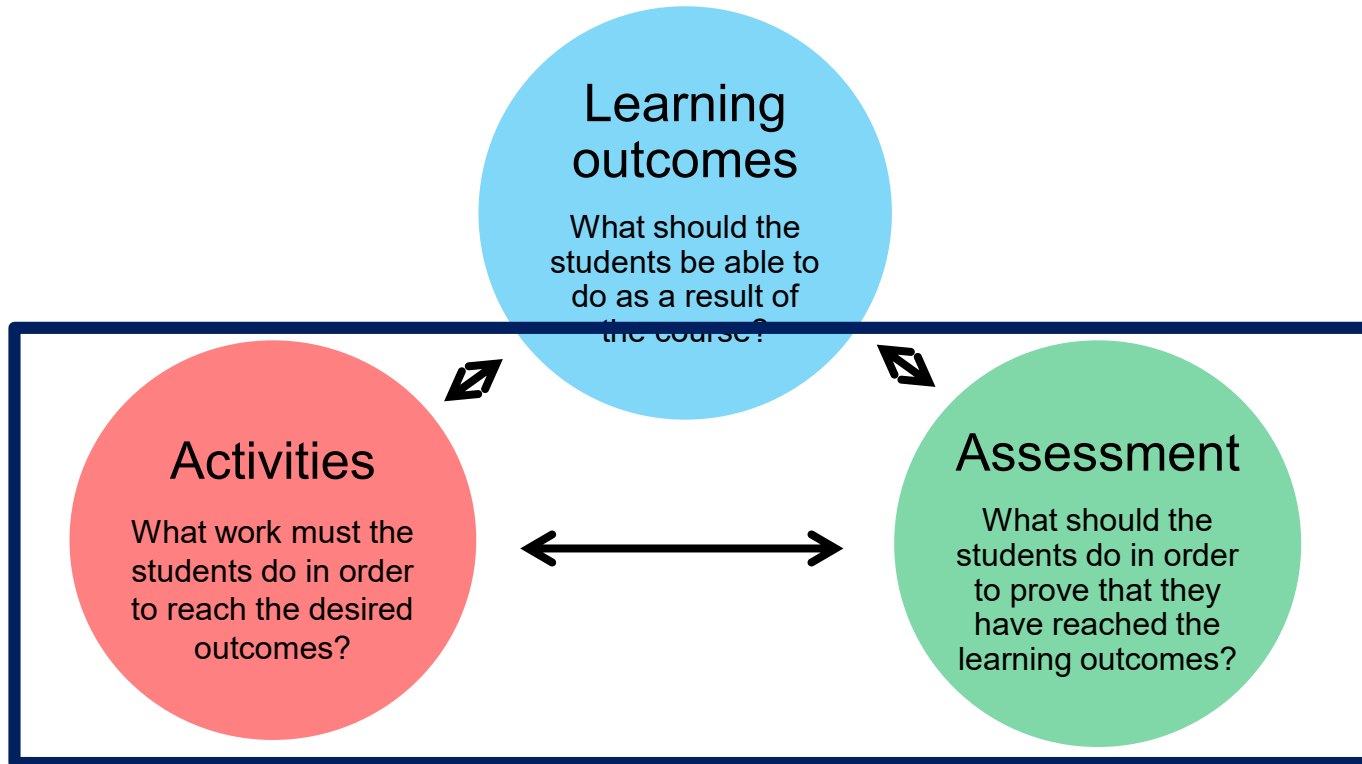 Learning
outcomes
What should the
students be able to
do as a result of
the course?
Activities
What work must the
students do in order
to reach the desired
outcomes?
Assessment
What should the
students do in order
to prove that they
have reached the
learning outcomes?